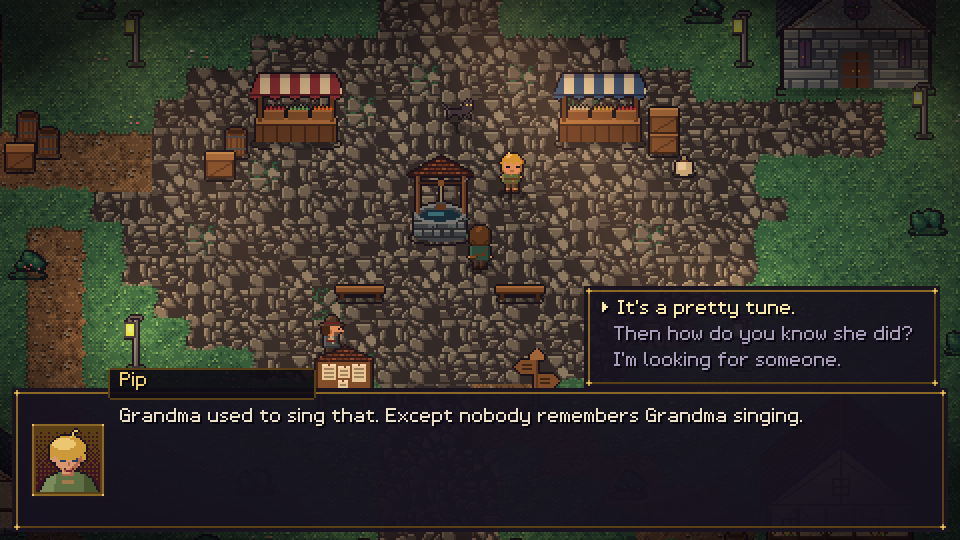 It's a pretty tune.
Then how do you know she did?
I'm looking for someone.
Pip
Grandma used to sing that. Except nobody remembers Grandma singing.